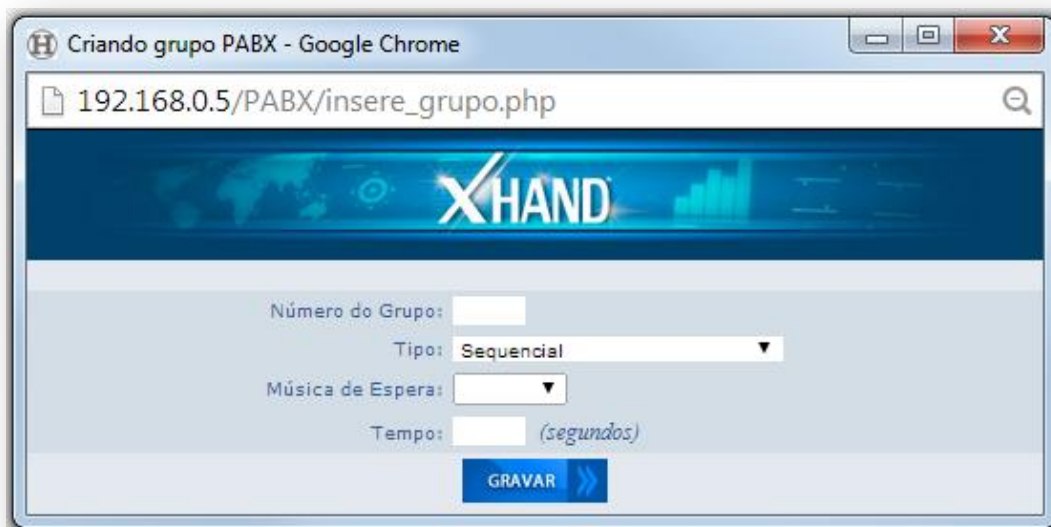 Criando grupo PABX - Google Chrome
192.168.0.5/PABX/insere_grupo.php
XHAND
Número do Grupo:
Tipo: Sequencial
Música de Espera:
Tempo: (segundos)
GRAVAR